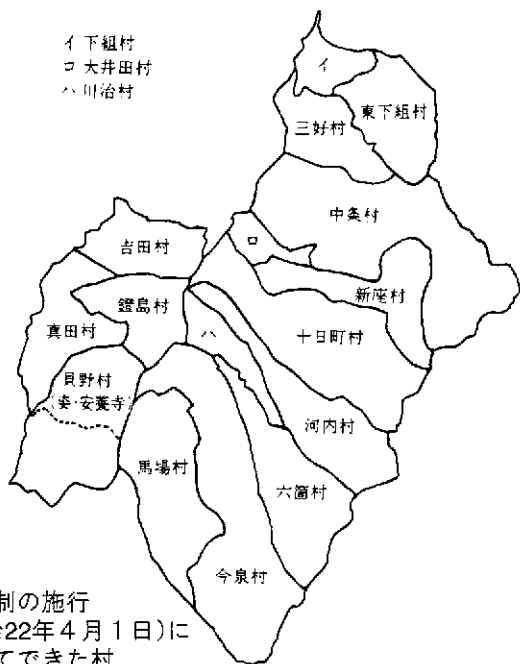 イ 下組村
ロ 大井田村
ハ 川治村
イ
東下組村
三好村
中条村
吉田村
ロ
新座村
鐙島村
真田村
ハ
十日町村
貝野村
(姿・安養寺)
河内村
馬場村
六箇村
今泉村
制の施行
22年4月1日)に
てできた村